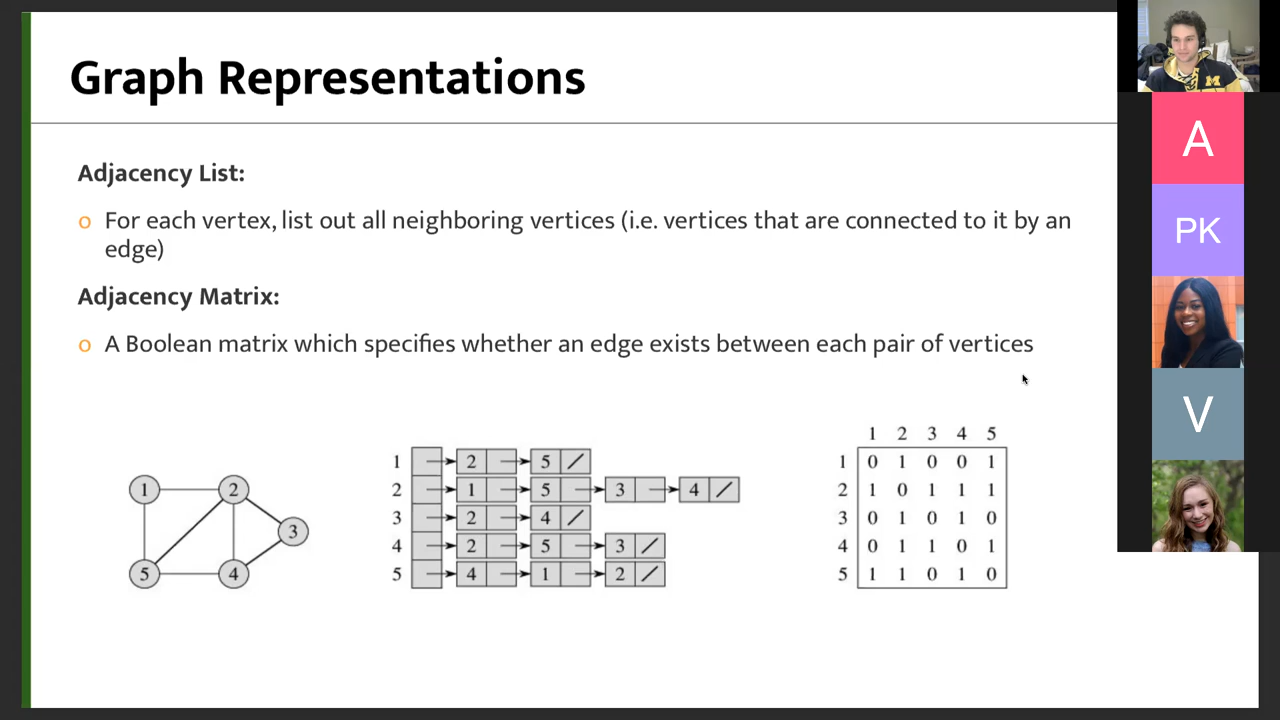 Graph Representations
Adjacency List:
o For each vertex, list out all neighboring vertices (i.e. vertices that are connected to it by an
edge)
Adjacency Matrix:
o A Boolean matrix which specifies whether an edge exists between each pair of vertices
1 2
3
5 4
1 2 5 /
2 1 5 3 4 /
3 2 4 /
4 2 5 3 /
5 4 1 2 /
1 2 3 4 5
1 0 1 0 0 1
2 1 0 1 1 1
3 0 1 0 1 0
4 0 1 1 0 1
5 1 1 0 1 0
M
A
PK
V